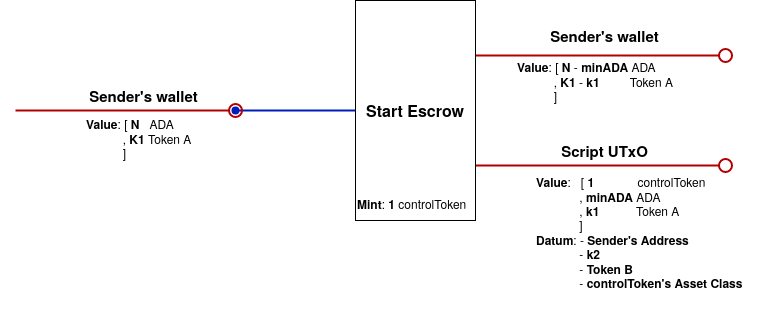 Sender's wallet
Value: [ N ADA
, K1 Token A
]
Start Escrow
Mint: 1 controlToken
Sender's wallet
Value: [ N - minADA ADA
, K1 - k1 Token A
]
Script UTxO
Value: [ 1 controlToken
, minADA ADA
, k1 Token A
]
Datum: - Sender's Address
- k2
- Token B
- controlToken's Asset Class